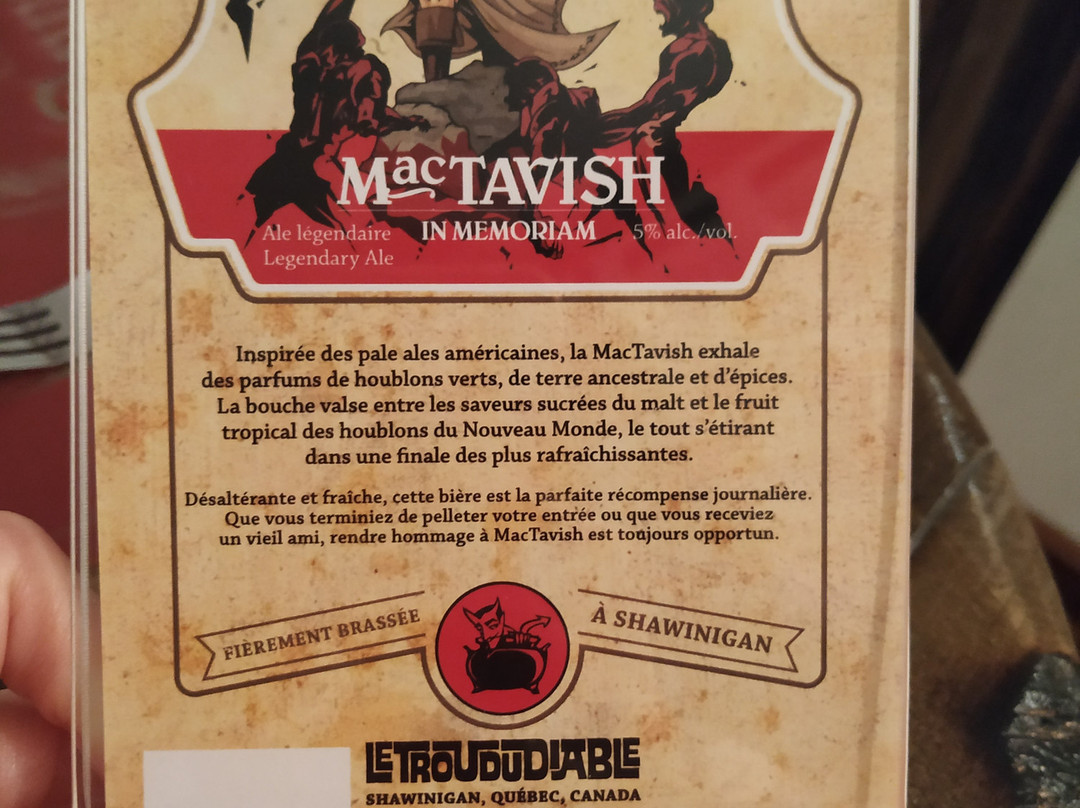 MacTAVISH
IN MEMORIAM
Ale légendaire
Legendary Ale
5% alc./vol.
Inspirée des pale ales américaines, la MacTavish exhale
des parfums de houblons verts, de terre ancestrale et d'épices.
La bouche valse entre les saveurs sucrées du malt et le fruit
tropical des houblons du Nouveau Monde, le tout s'étirant
dans une finale des plus rafraîchissantes.
Désaltérante et fraîche, cette bière est la parfaite récompense journalière.
Que vous terminiez de pelleter votre entrée ou que vous receviez
un vieil ami, rendre hommage à MacTavish est toujours opportun.
FIÈREMENT BRASSÉE
À SHAWINIGAN
LE TROU DU DIABLE
SHAWINIGAN, QUÉBEC, CANADA